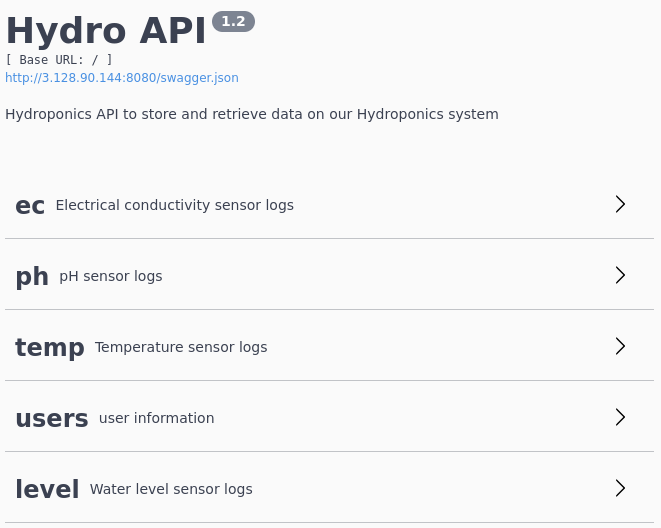 Hydro API 1.2
[ Base URL: / ]
http://3.128.90.144:8080/swagger.json
Hydroponics API to store and retrieve data on our Hydroponics system
ec Electrical conductivity sensor logs
ph pH sensor logs
temp Temperature sensor logs
users user information
level Water level sensor logs